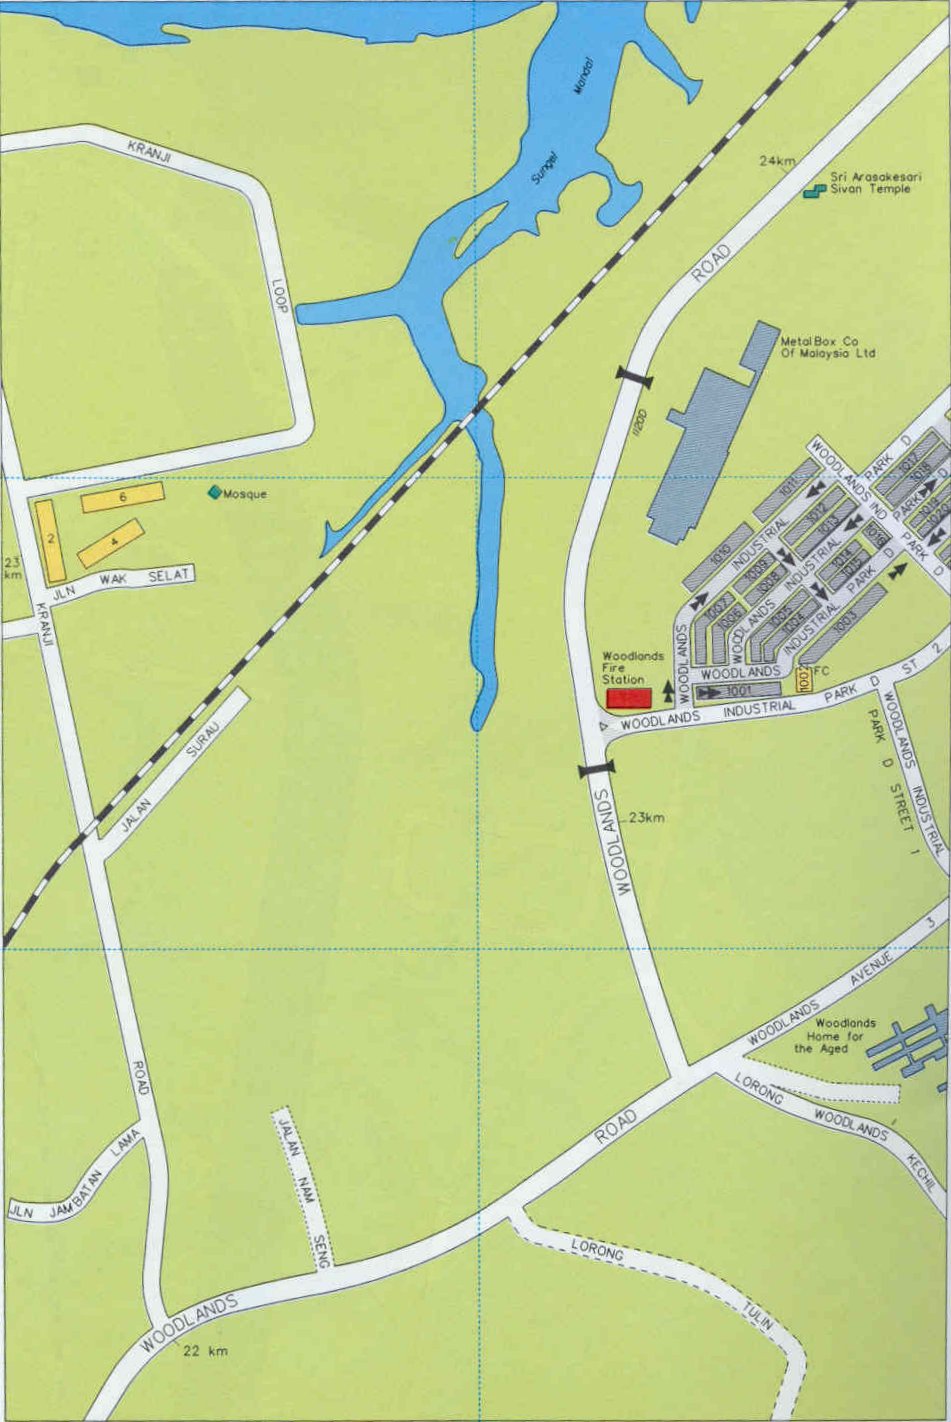 Sungei
Mandai
KRANJI
LOOP
24km
Sri Arasakesari
Sivan Temple
ROAD
Metal Box Co
Of Malaysia Ltd
11200
6
2
4
Mosque
23
km
JLN WAK SELAT
KRANJI
WOODLANDS IND PARK D
PARK D
PARK
1017
1018
1011
1012
1013
1016
1014
1015
1010
1009
1008
1007
1006
1005
1004
1003
INDUSTRIAL
INDUSTRIAL PARK D
INDUSTRIAL PARK D
WOODLANDS
WOODLANDS
WOODLANDS
1001
1002
FC
Woodlands
Fire
Station
WOODLANDS INDUSTRIAL PARK D ST 2
WOODLANDS INDUSTRIAL
PARK D STREET 1
JALAN SURAU
WOODLANDS
23km
WOODLANDS AVENUE 3
Woodlands
Home for
the Aged
ROAD
LORONG WOODLANDS KECHIL
JLN JAMBATAN LAMA
JALAN NAM SENG
ROAD
LORONG TULIN
WOODLANDS
22 km